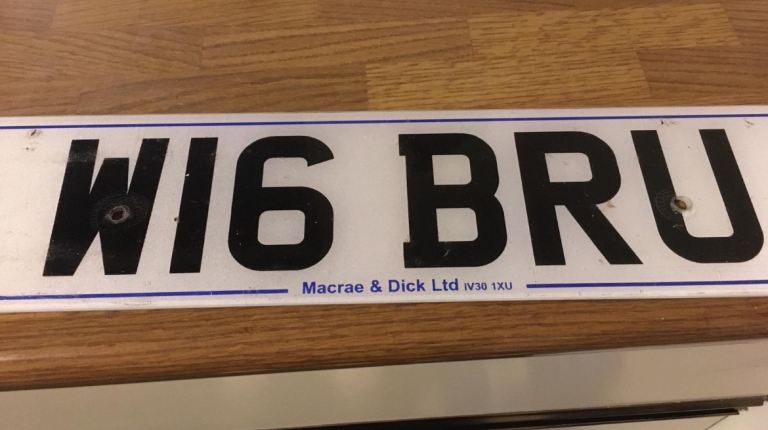 W16 BRU
Macrae & Dick Ltd IV30 1XU